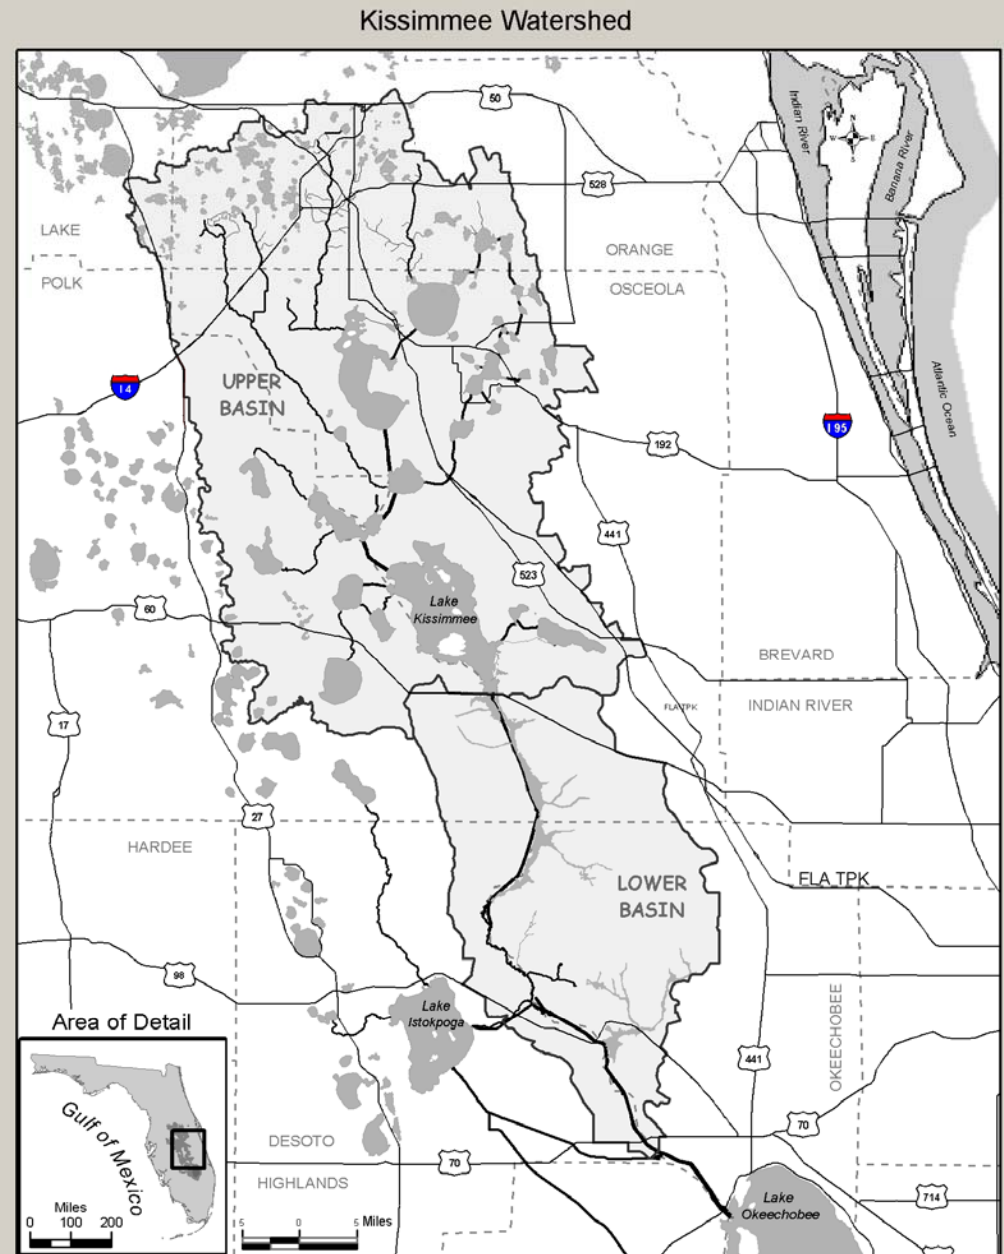 Kissimmee Watershed
50
Indian River
N
W
E
S
Banana River
528
LAKE
ORANGE
POLK
OSCEOLA
Atlantic Ocean
I 4
UPPER
BASIN
I 95
192
441
523
60
Lake
Kissimmee
BREVARD
17
FLA TPK
INDIAN RIVER
27
HARDEE
FLA TPK
LOWER
BASIN
98
Lake
Istokpoga
OKEECHOBEE
Area of Detail
441
Gulf of Mexico
70
DESOTO
70
HIGHLANDS
714
Lake
Okeechobee
Miles
0 100 200
5 0 5 Miles